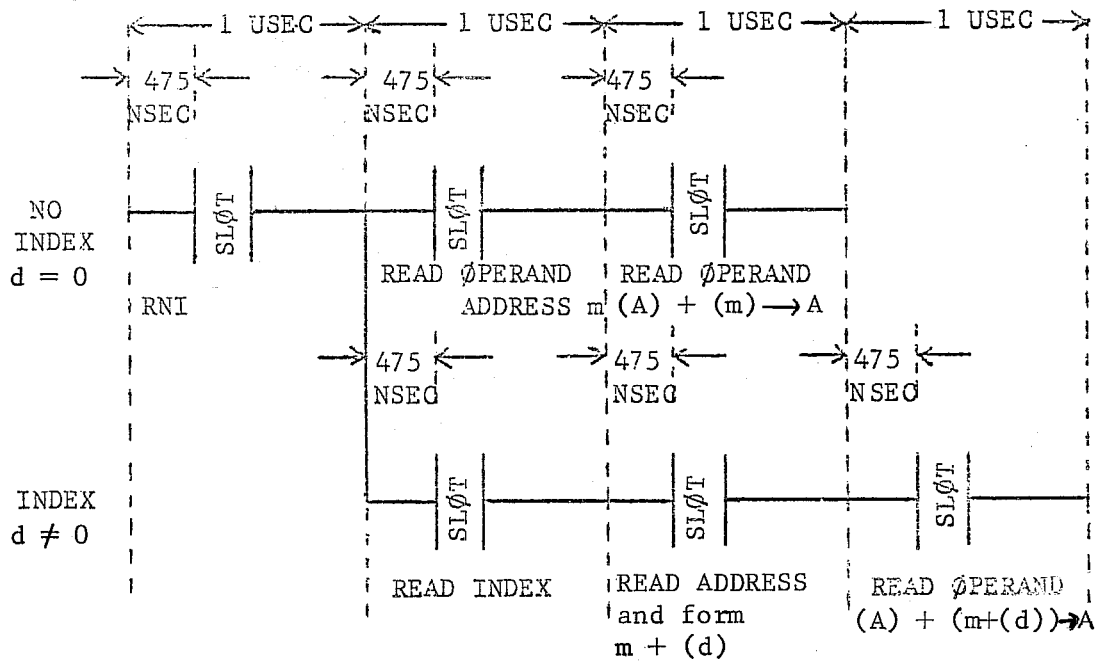 1 USEC 1 USEC 1 USEC 1 USEC
475 475 475
NSEC NSEC NSEC
NO
INDEX
d = 0
SLØT SLØT SLØT
READ ØPERAND READ ØPERAND
RNI ADDRESS m (A) + (m) → A
475 475 475
NSEC NSEC NSEC
INDEX
d ≠ 0
SLØT SLØT SLØT
READ INDEX READ ADDRESS READ ØPERAND
and form (A) + (m+(d)) → A
m + (d)